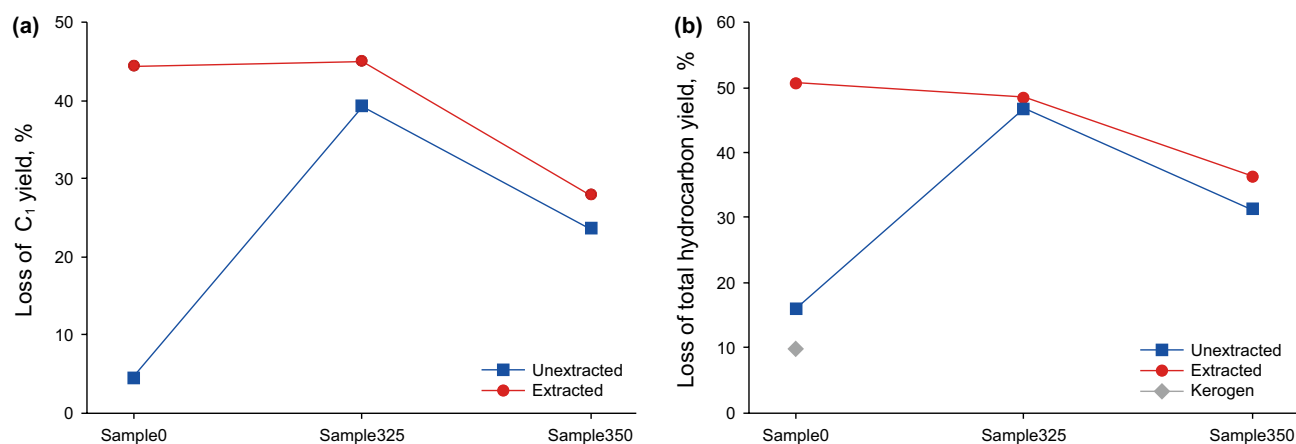 (a)
50
40
30
20
10
0
Loss of C₁ yield, %
Sample0
Sample325
Sample350
Unextracted
Extracted
(b)
60
50
40
30
20
10
0
Loss of total hydrocarbon yield, %
Sample0
Sample325
Sample350
Unextracted
Extracted
Kerogen